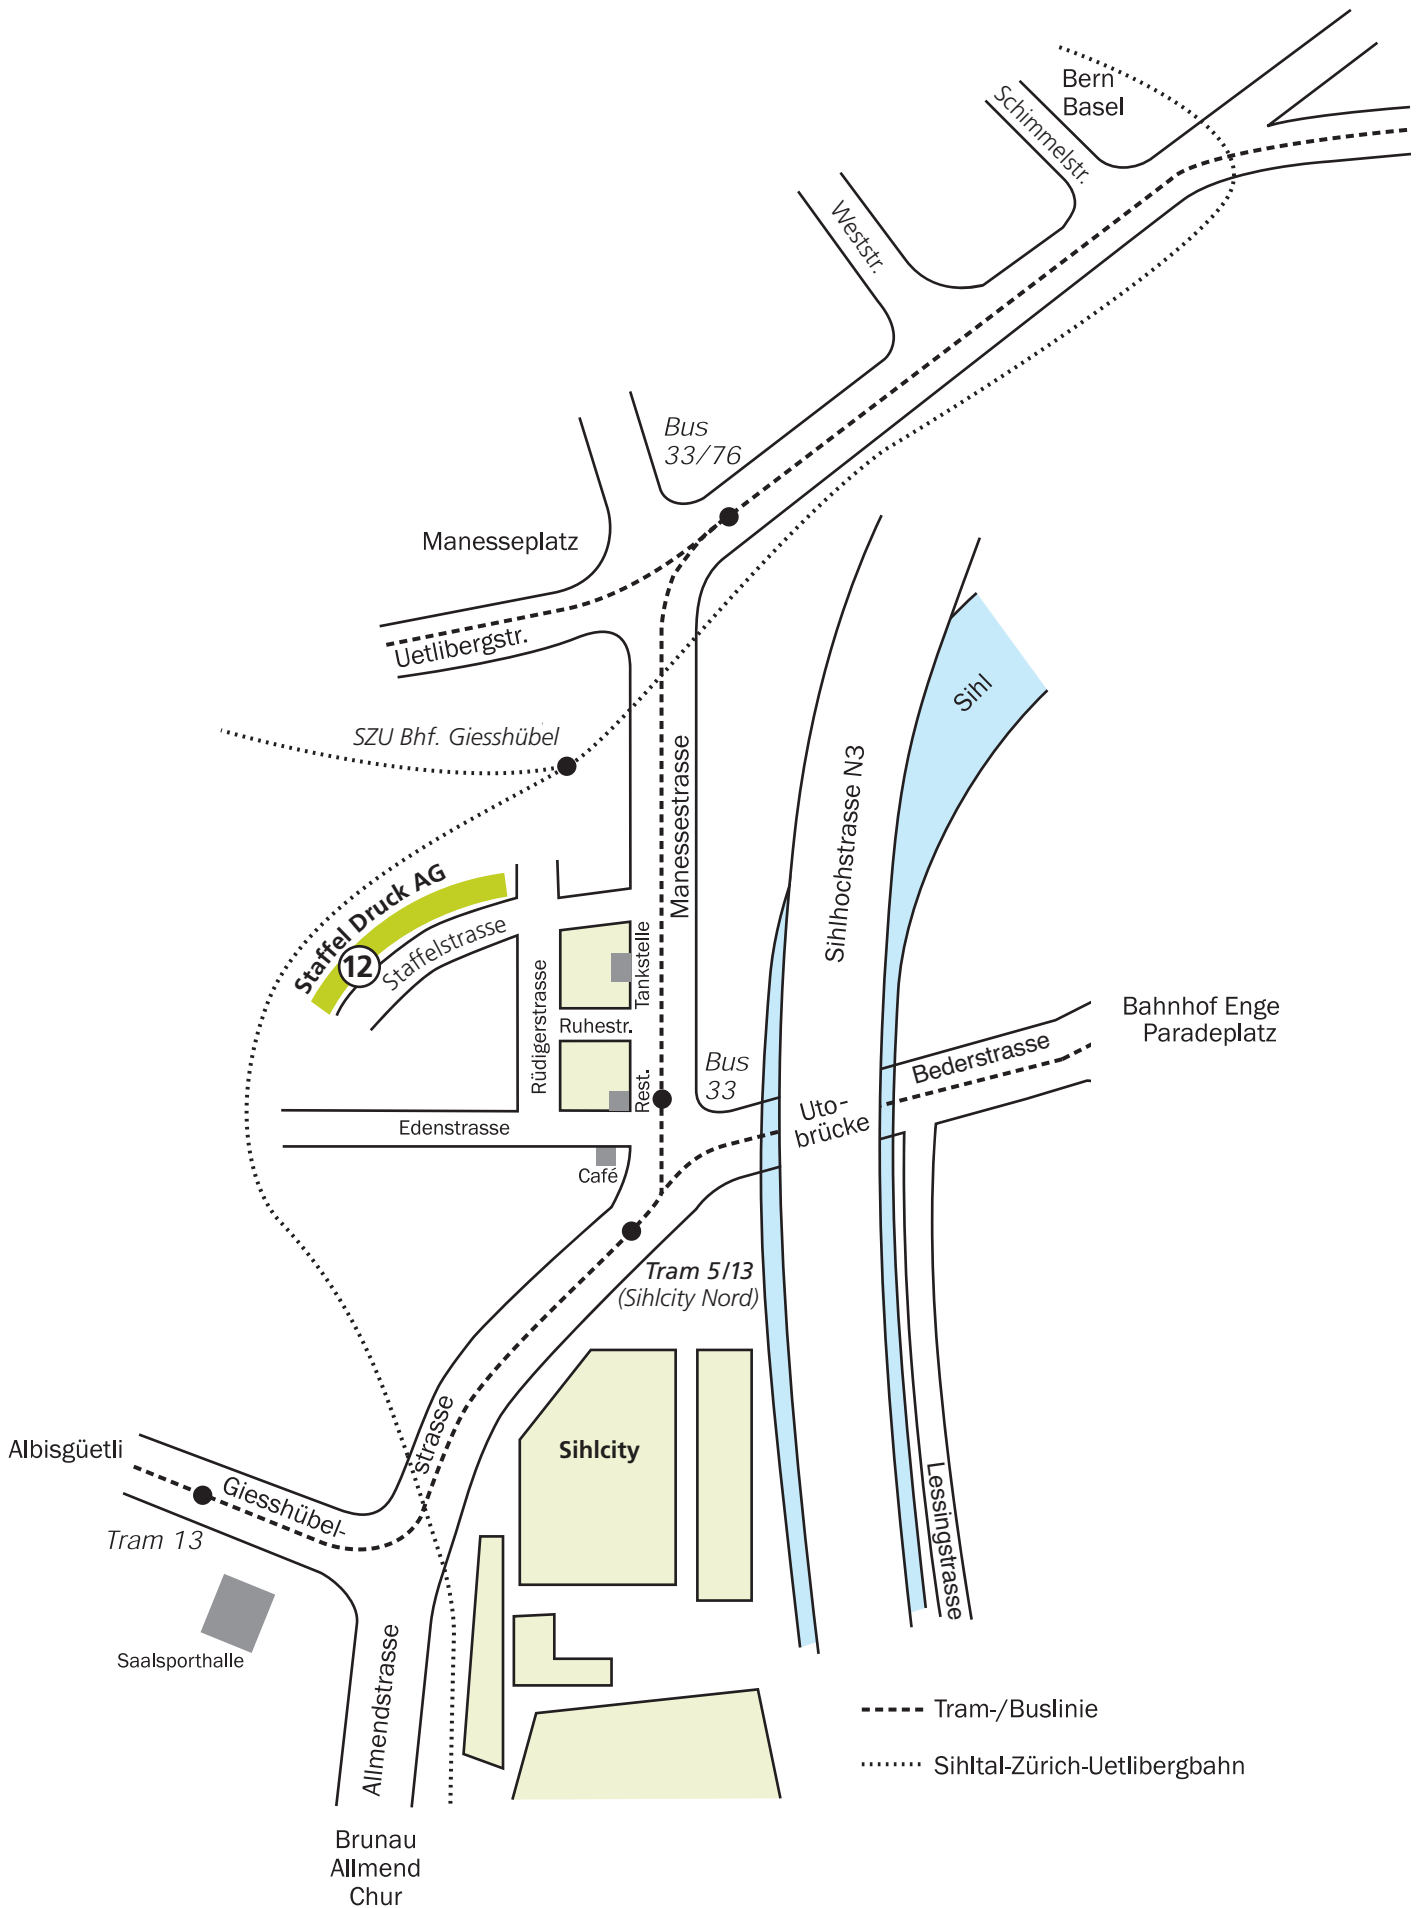 Bern
Basel
Schimmelstr.
Weststr.
Bus
33/76
Manesseplatz
Uetlibergstr.
Sihl
SZU Bhf. Giesshübel
Manessestrasse
Sihlhochstrasse N3
Staffel Druck AG
12
Staffelstrasse
Tankstelle
Rüdigerstrasse
Ruhestr.
Bahnhof Enge
Paradeplatz
Bederstrasse
Bus
33
Rest.
Uto-
brücke
Edenstrasse
Café
Tram 5/13
(Sihlcity Nord)
Sihlcity
strasse
Albisgüetli
Giesshübel-
Tram 13
Lessingstrasse
Saalsporthalle
Allmendstrasse
Tram-/Buslinie
Sihltal-Zürich-Uetlibergbahn
Brunau
Allmend
Chur